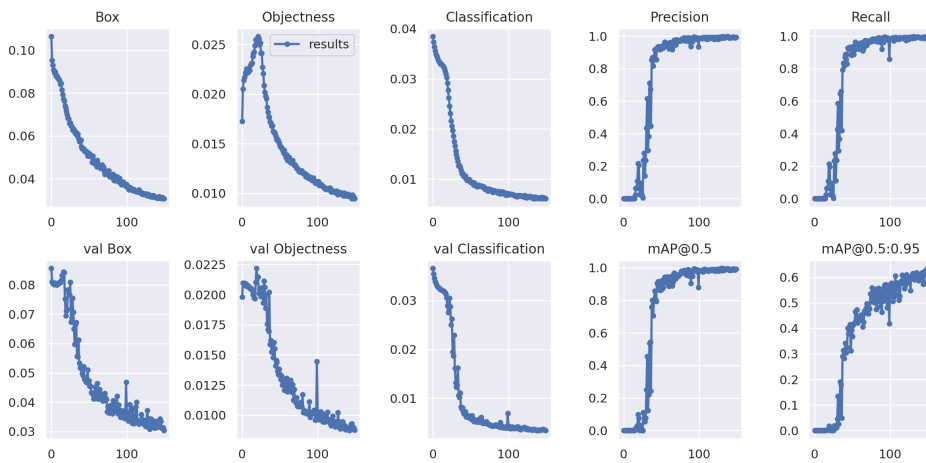 Box Objectness Classification Precision Recall
0.04 0.06 0.08 0.10
0 100
0.010 0.015 0.020 0.025
results
0 100
0.01 0.02 0.03 0.04
0 100
0.0 0.2 0.4 0.6 0.8 1.0
0 100
0.0 0.2 0.4 0.6 0.8 1.0
0 100
val Box val Objectness val Classification mAP@0.5 mAP@0.5:0.95
0.03 0.04 0.05 0.06 0.07 0.08
0 100
0.0100 0.0125 0.0150 0.0175 0.0200 0.0225
0 100
0.01 0.02 0.03
0 100
0.0 0.2 0.4 0.6 0.8 1.0
0 100
0.0 0.1 0.2 0.3 0.4 0.5 0.6
0 100